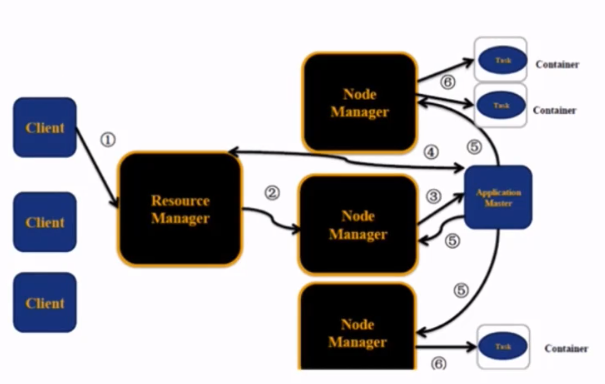 Client
①
Client
Client
Resource
Manager
②
Node
Manager
Node
Manager
Node
Manager
③
④
⑤
⑤
⑤
⑥
⑥
Application
Master
Task
Container
Task
Container
Task
Container